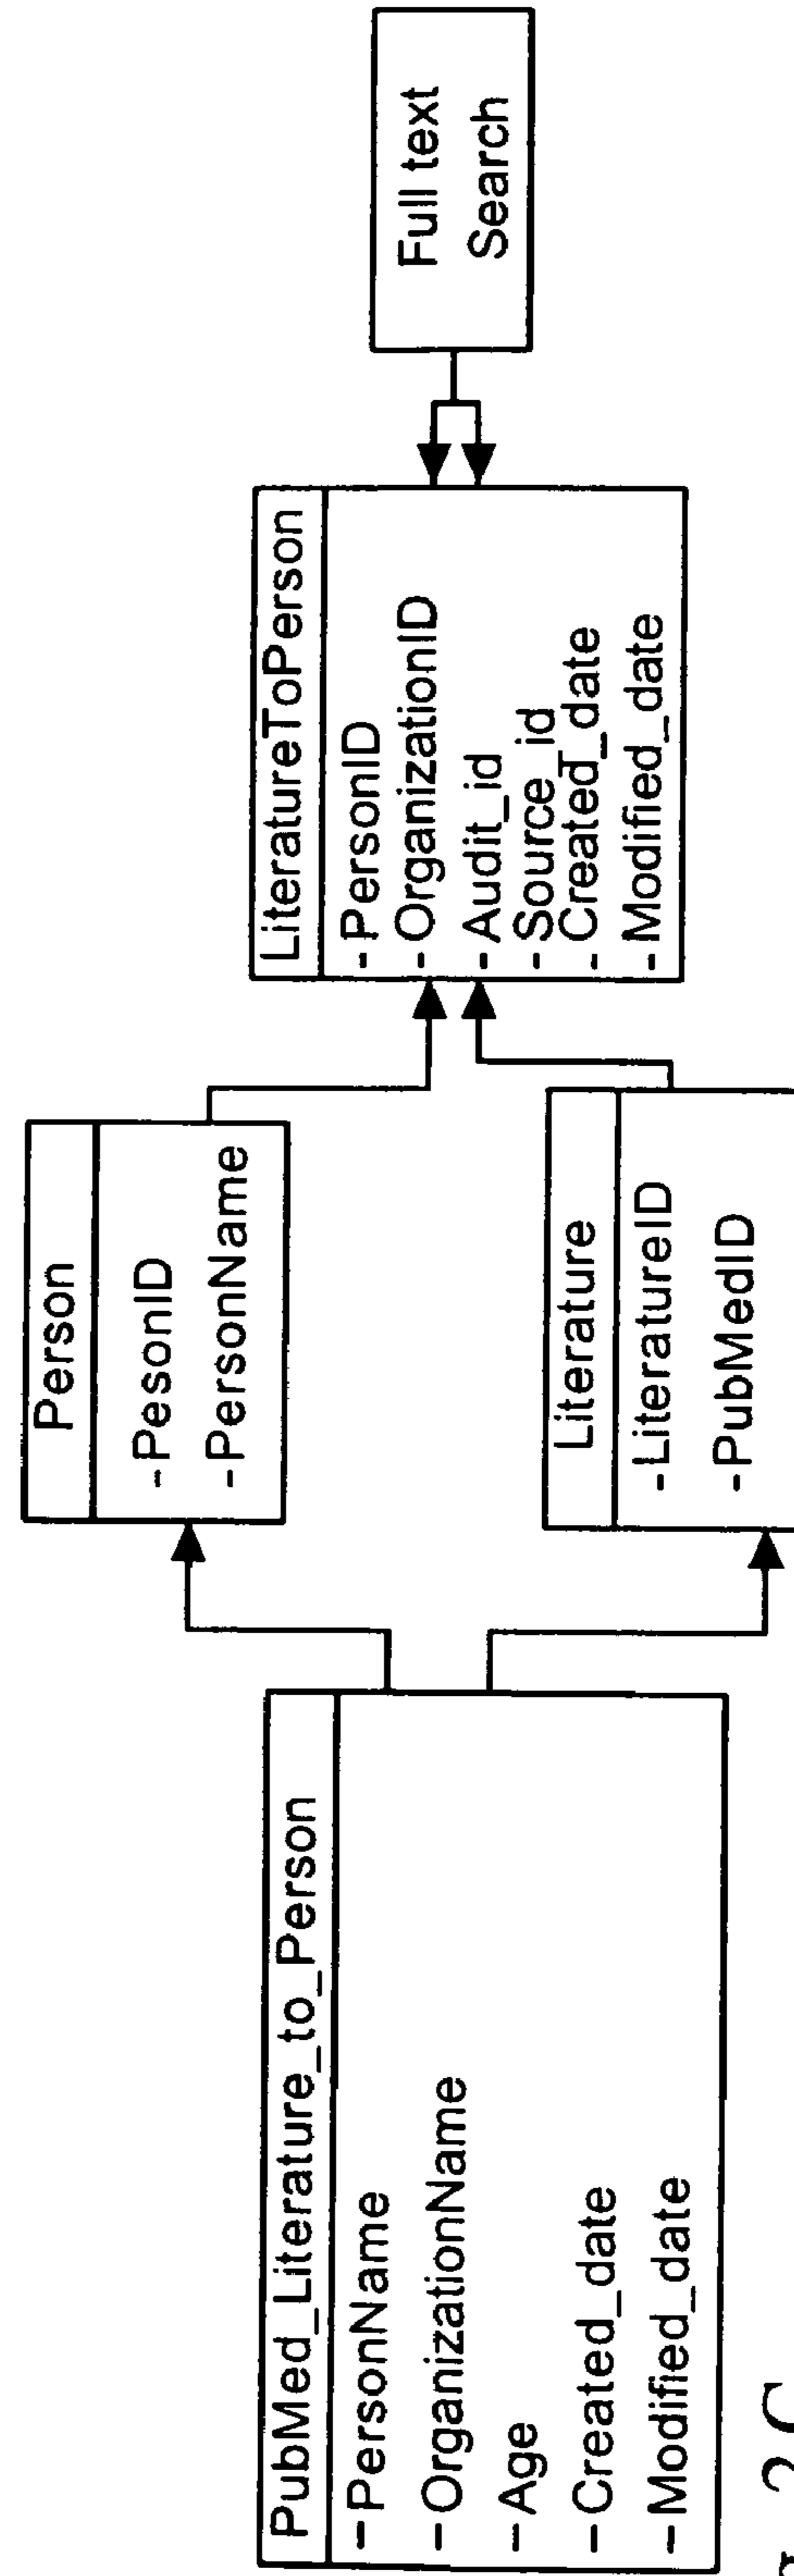 PubMed_Literature_to_Person
-PersonName
-OrganizationName
-Age
-Created_date
-Modified_date
Person
-PesonID
-PersonName
Literature
-LiteratureID
-PubMedID
LiteratureToPerson
-PersonID
-OrganizationID
-Audit_id
-Source_id
-Created_date
-Modified_date
Full text
Search
2C